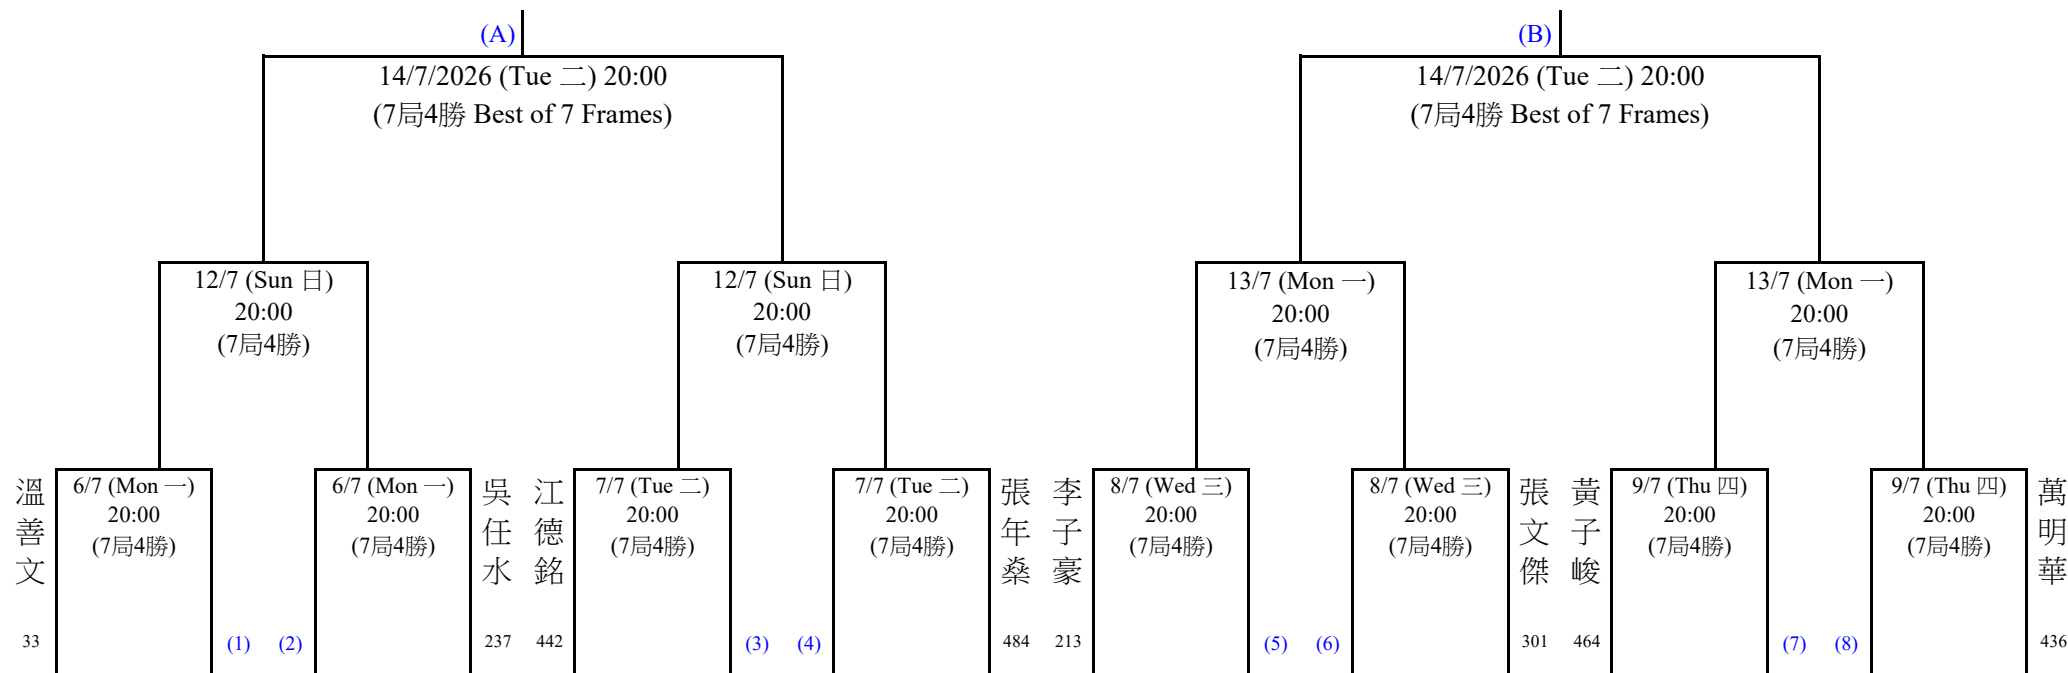 (A)
(B)
14/7/2026 (Tue 二) 20:00
(7局4勝 Best of 7 Frames)
14/7/2026 (Tue 二) 20:00
(7局4勝 Best of 7 Frames)
12/7 (Sun 日)
20:00
(7局4勝)
12/7 (Sun 日)
20:00
(7局4勝)
13/7 (Mon 一)
20:00
(7局4勝)
13/7 (Mon 一)
20:00
(7局4勝)
溫善文
33
6/7 (Mon 一)
20:00
(7局4勝)
(1)
(2)
6/7 (Mon 一)
20:00
(7局4勝)
吳任水
237
江德銘
442
7/7 (Tue 二)
20:00
(7局4勝)
(3)
(4)
7/7 (Tue 二)
20:00
(7局4勝)
張年燊
484
李子豪
213
8/7 (Wed 三)
20:00
(7局4勝)
(5)
(6)
8/7 (Wed 三)
20:00
(7局4勝)
張文傑
301
黃子峻
464
9/7 (Thu 四)
20:00
(7局4勝)
(7)
(8)
9/7 (Thu 四)
20:00
(7局4勝)
萬明華
436